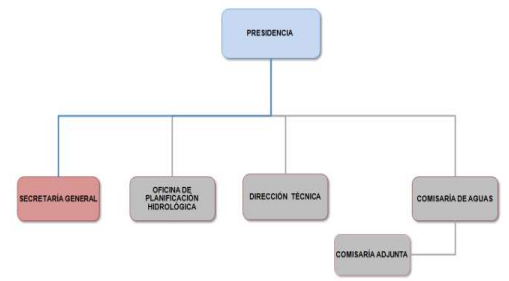 PRESIDENCIA
SECRETARÍA GENERAL
OFICINA DE
PLANIFICACIÓN
HIDROLÓGICA
DIRECCIÓN TÉCNICA
COMISARÍA DE AGUAS
COMISARÍA ADJUNTA